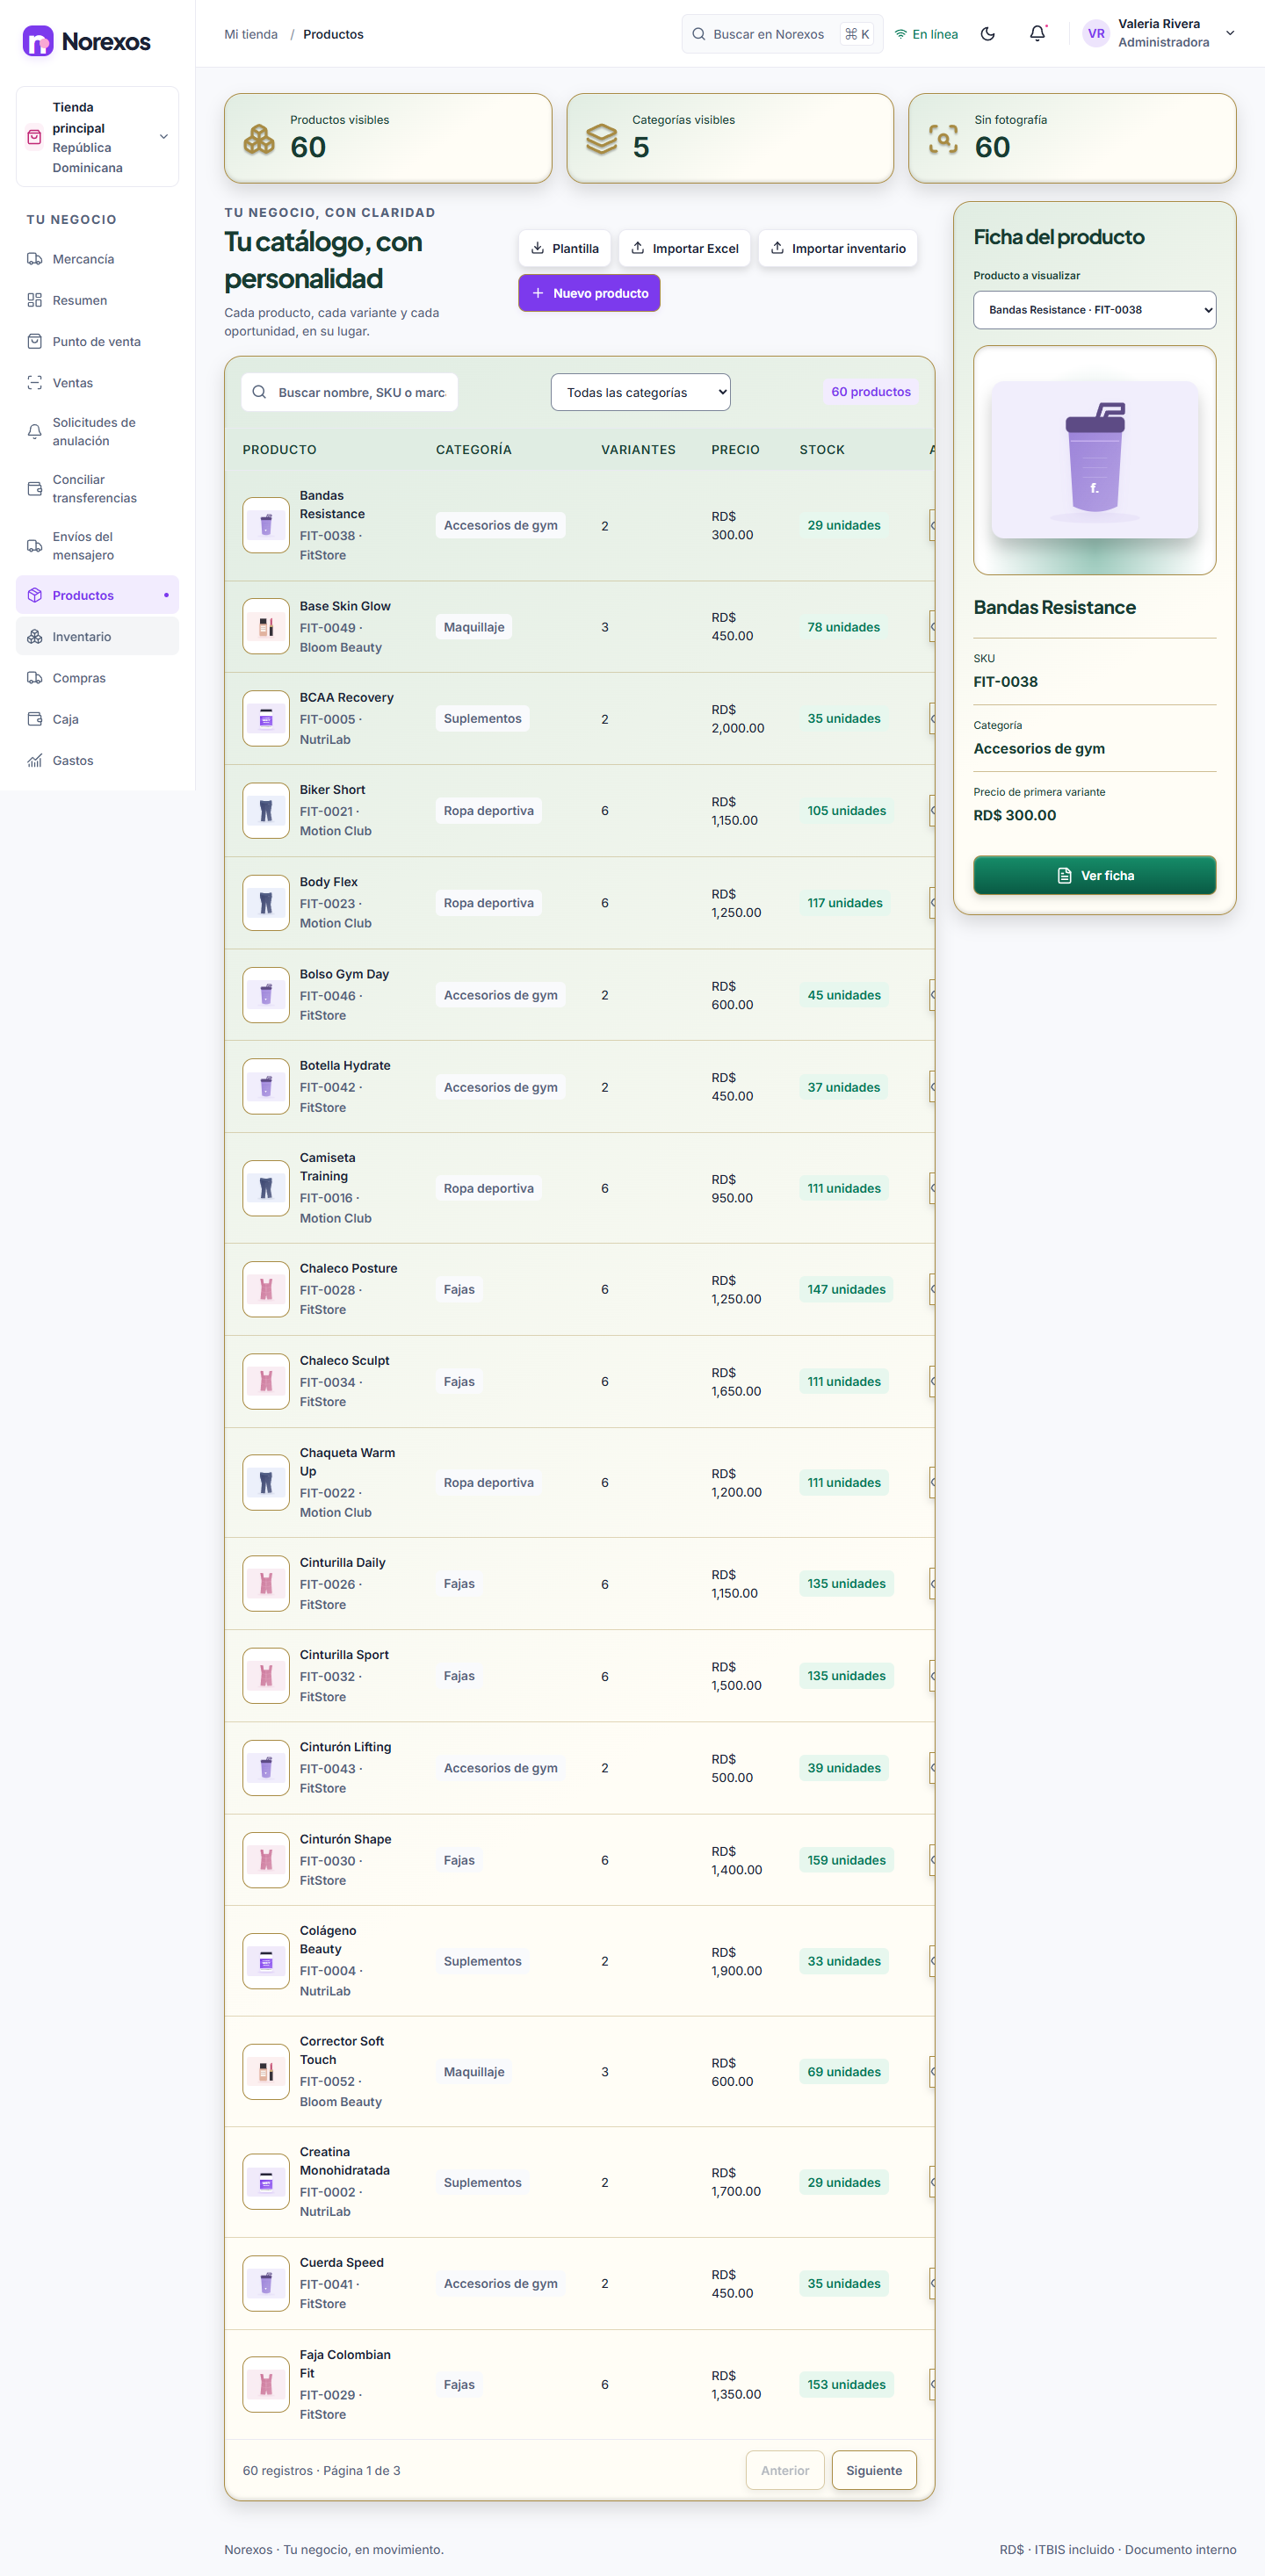 Norexos
Tienda
principal
República
Dominicana
TU NEGOCIO
Mercancía
Resumen
Punto de venta
Ventas
Solicitudes de
anulación
Conciliar
transferencias
Envíos del
mensajero
Productos
Inventario
Compras
Caja
Gastos
Mi tienda / Productos
Buscar en Norexos ⌘ K
En línea
VR
Valeria Rivera
Administradora
Productos visibles
60
Categorías visibles
5
Sin fotografía
60
TU NEGOCIO, CON CLARIDAD
Tu catálogo, con
personalidad
Cada producto, cada variante y cada
oportunidad, en su lugar.
Plantilla
Importar Excel
Importar inventario
Nuevo producto
Buscar nombre, SKU o marc
Todas las categorías
60 productos
PRODUCTO CATEGORÍA VARIANTES PRECIO STOCK
Bandas
Resistance
FIT-0038 ·
FitStore
Accesorios de gym
2
RD$
300.00
29 unidades
Base Skin Glow
FIT-0049 ·
Bloom Beauty
Maquillaje
3
RD$
450.00
78 unidades
BCAA Recovery
FIT-0005 ·
NutriLab
Suplementos
2
RD$
2,000.00
35 unidades
Biker Short
FIT-0021 ·
Motion Club
Ropa deportiva
6
RD$
1,150.00
105 unidades
Body Flex
FIT-0023 ·
Motion Club
Ropa deportiva
6
RD$
1,250.00
117 unidades
Bolso Gym Day
FIT-0046 ·
FitStore
Accesorios de gym
2
RD$
600.00
45 unidades
Botella Hydrate
FIT-0042 ·
FitStore
Accesorios de gym
2
RD$
450.00
37 unidades
Camiseta
Training
FIT-0016 ·
Motion Club
Ropa deportiva
6
RD$
950.00
111 unidades
Chaleco Posture
FIT-0028 ·
FitStore
Fajas
6
RD$
1,250.00
147 unidades
Chaleco Sculpt
FIT-0034 ·
FitStore
Fajas
6
RD$
1,650.00
111 unidades
Chaqueta Warm
Up
FIT-0022 ·
Motion Club
Ropa deportiva
6
RD$
1,200.00
111 unidades
Cinturilla Daily
FIT-0026 ·
FitStore
Fajas
6
RD$
1,150.00
135 unidades
Cinturilla Sport
FIT-0032 ·
FitStore
Fajas
6
RD$
1,500.00
135 unidades
Cinturón Lifting
FIT-0043 ·
FitStore
Accesorios de gym
2
RD$
500.00
39 unidades
Cinturón Shape
FIT-0030 ·
FitStore
Fajas
6
RD$
1,400.00
159 unidades
Colágeno
Beauty
FIT-0004 ·
NutriLab
Suplementos
2
RD$
1,900.00
33 unidades
Corrector Soft
Touch
FIT-0052 ·
Bloom Beauty
Maquillaje
3
RD$
600.00
69 unidades
Creatina
Monohidratada
FIT-0002 ·
NutriLab
Suplementos
2
RD$
1,700.00
29 unidades
Cuerda Speed
FIT-0041 ·
FitStore
Accesorios de gym
2
RD$
450.00
35 unidades
Faja Colombian
Fit
FIT-0029 ·
FitStore
Fajas
6
RD$
1,350.00
153 unidades
60 registros · Página 1 de 3
Anterior
Siguiente
Ficha del producto
Producto a visualizar
Bandas Resistance · FIT-0038
f.
Bandas Resistance
SKU
FIT-0038
Categoría
Accesorios de gym
Precio de primera variante
RD$ 300.00
Ver ficha
Norexos · Tu negocio, en movimiento.
RD$ · ITBIS incluido · Documento interno